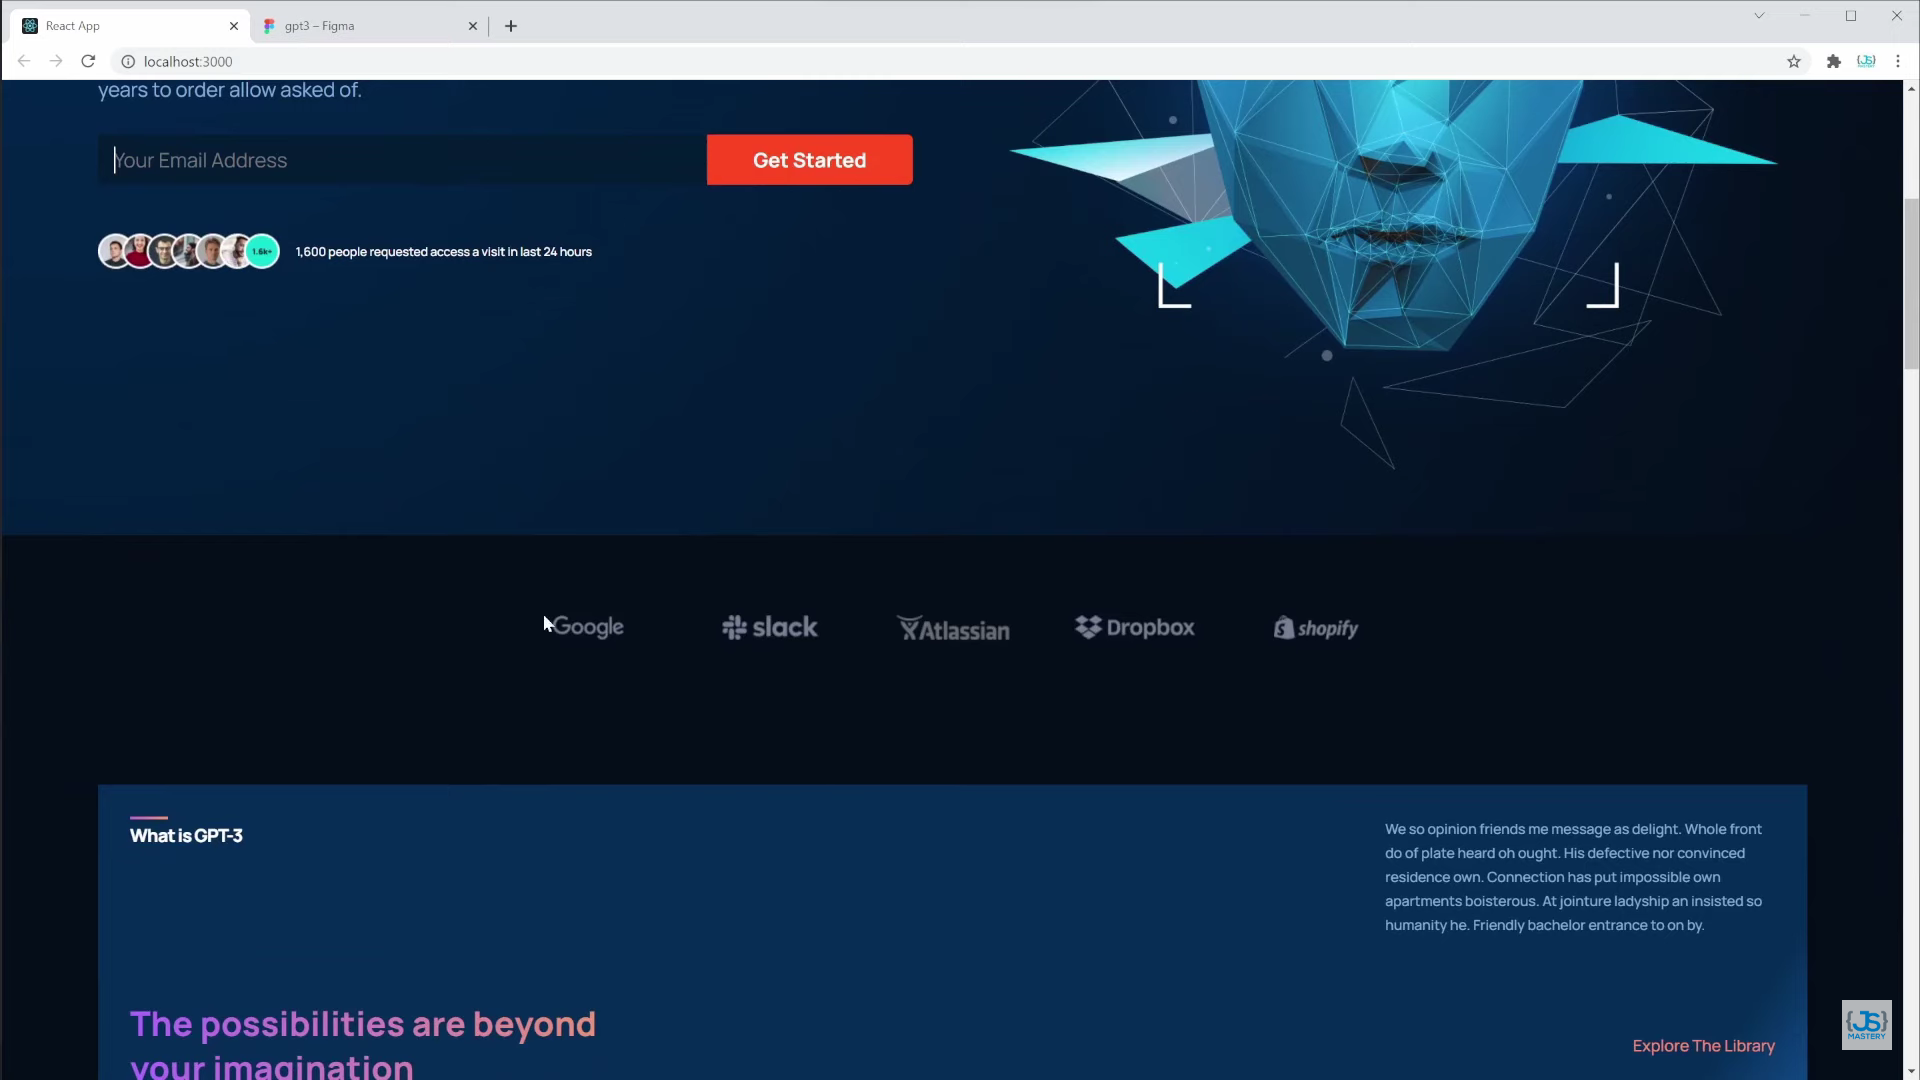 React App
gpt3 – Figma
localhost:3000
{JS}
MASTERY
years to order allow asked of.
Your Email Address
Get Started
1.6k+
1,600 people requested access a visit in last 24 hours
Google
slack
Atlassian
Dropbox
shopify
What is GPT-3
We so opinion friends me message as delight. Whole front
do of plate heard oh ought. His defective nor convinced
residence own. Connection has put impossible own
apartments boisterous. At jointure ladyship an insisted so
humanity he. Friendly bachelor entrance to on by.
The possibilities are beyond
your imagination
Explore The Library
{JS}
MASTERY